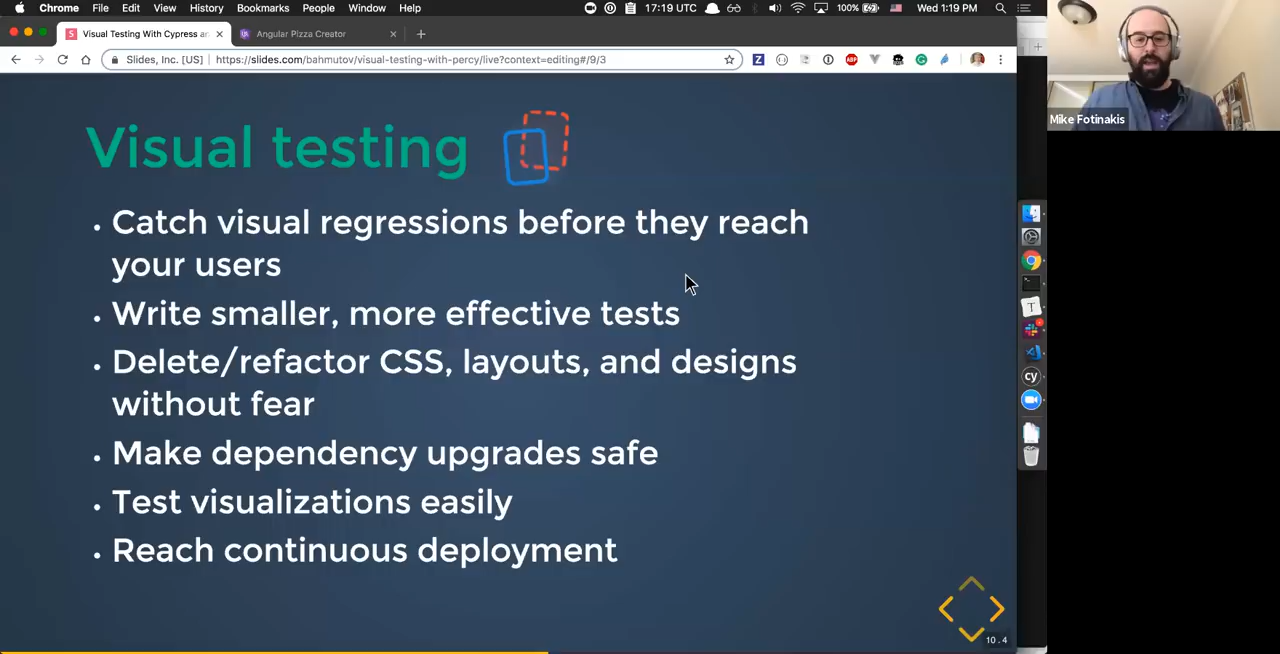 Chrome File Edit View History Bookmarks People Window Help 17:19 UTC 100% Wed 1:19 PM
Visual Testing With Cypress an Angular Pizza Creator
Slides, Inc. [US] https://slides.com/bahmutov/visual-testing-with-percy/live?context=editing#/9/3
Mike Fotinakis
Visual testing
• Catch visual regressions before they reach
your users
• Write smaller, more effective tests
• Delete/refactor CSS, layouts, and designs
without fear
• Make dependency upgrades safe
• Test visualizations easily
• Reach continuous deployment
10.4